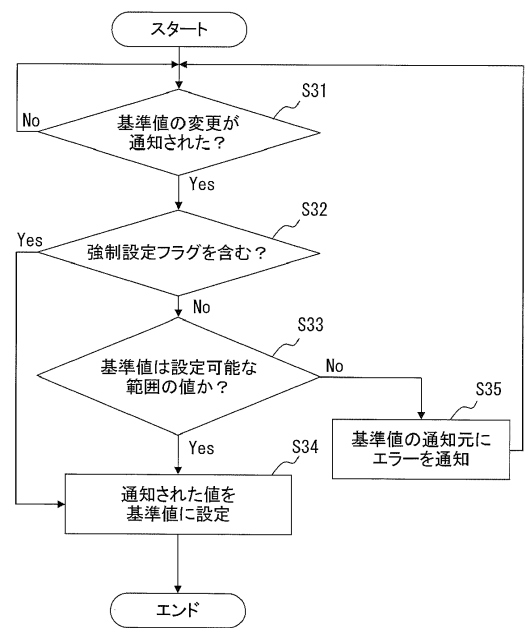 スタート
S31
基準値の変更が
通知された？
No
Yes
S32
強制設定フラグを含む？
Yes
No
S33
基準値は設定可能な
範囲の値か？
No
Yes
S35
基準値の通知元に
エラーを通知
S34
通知された値を
基準値に設定
エンド